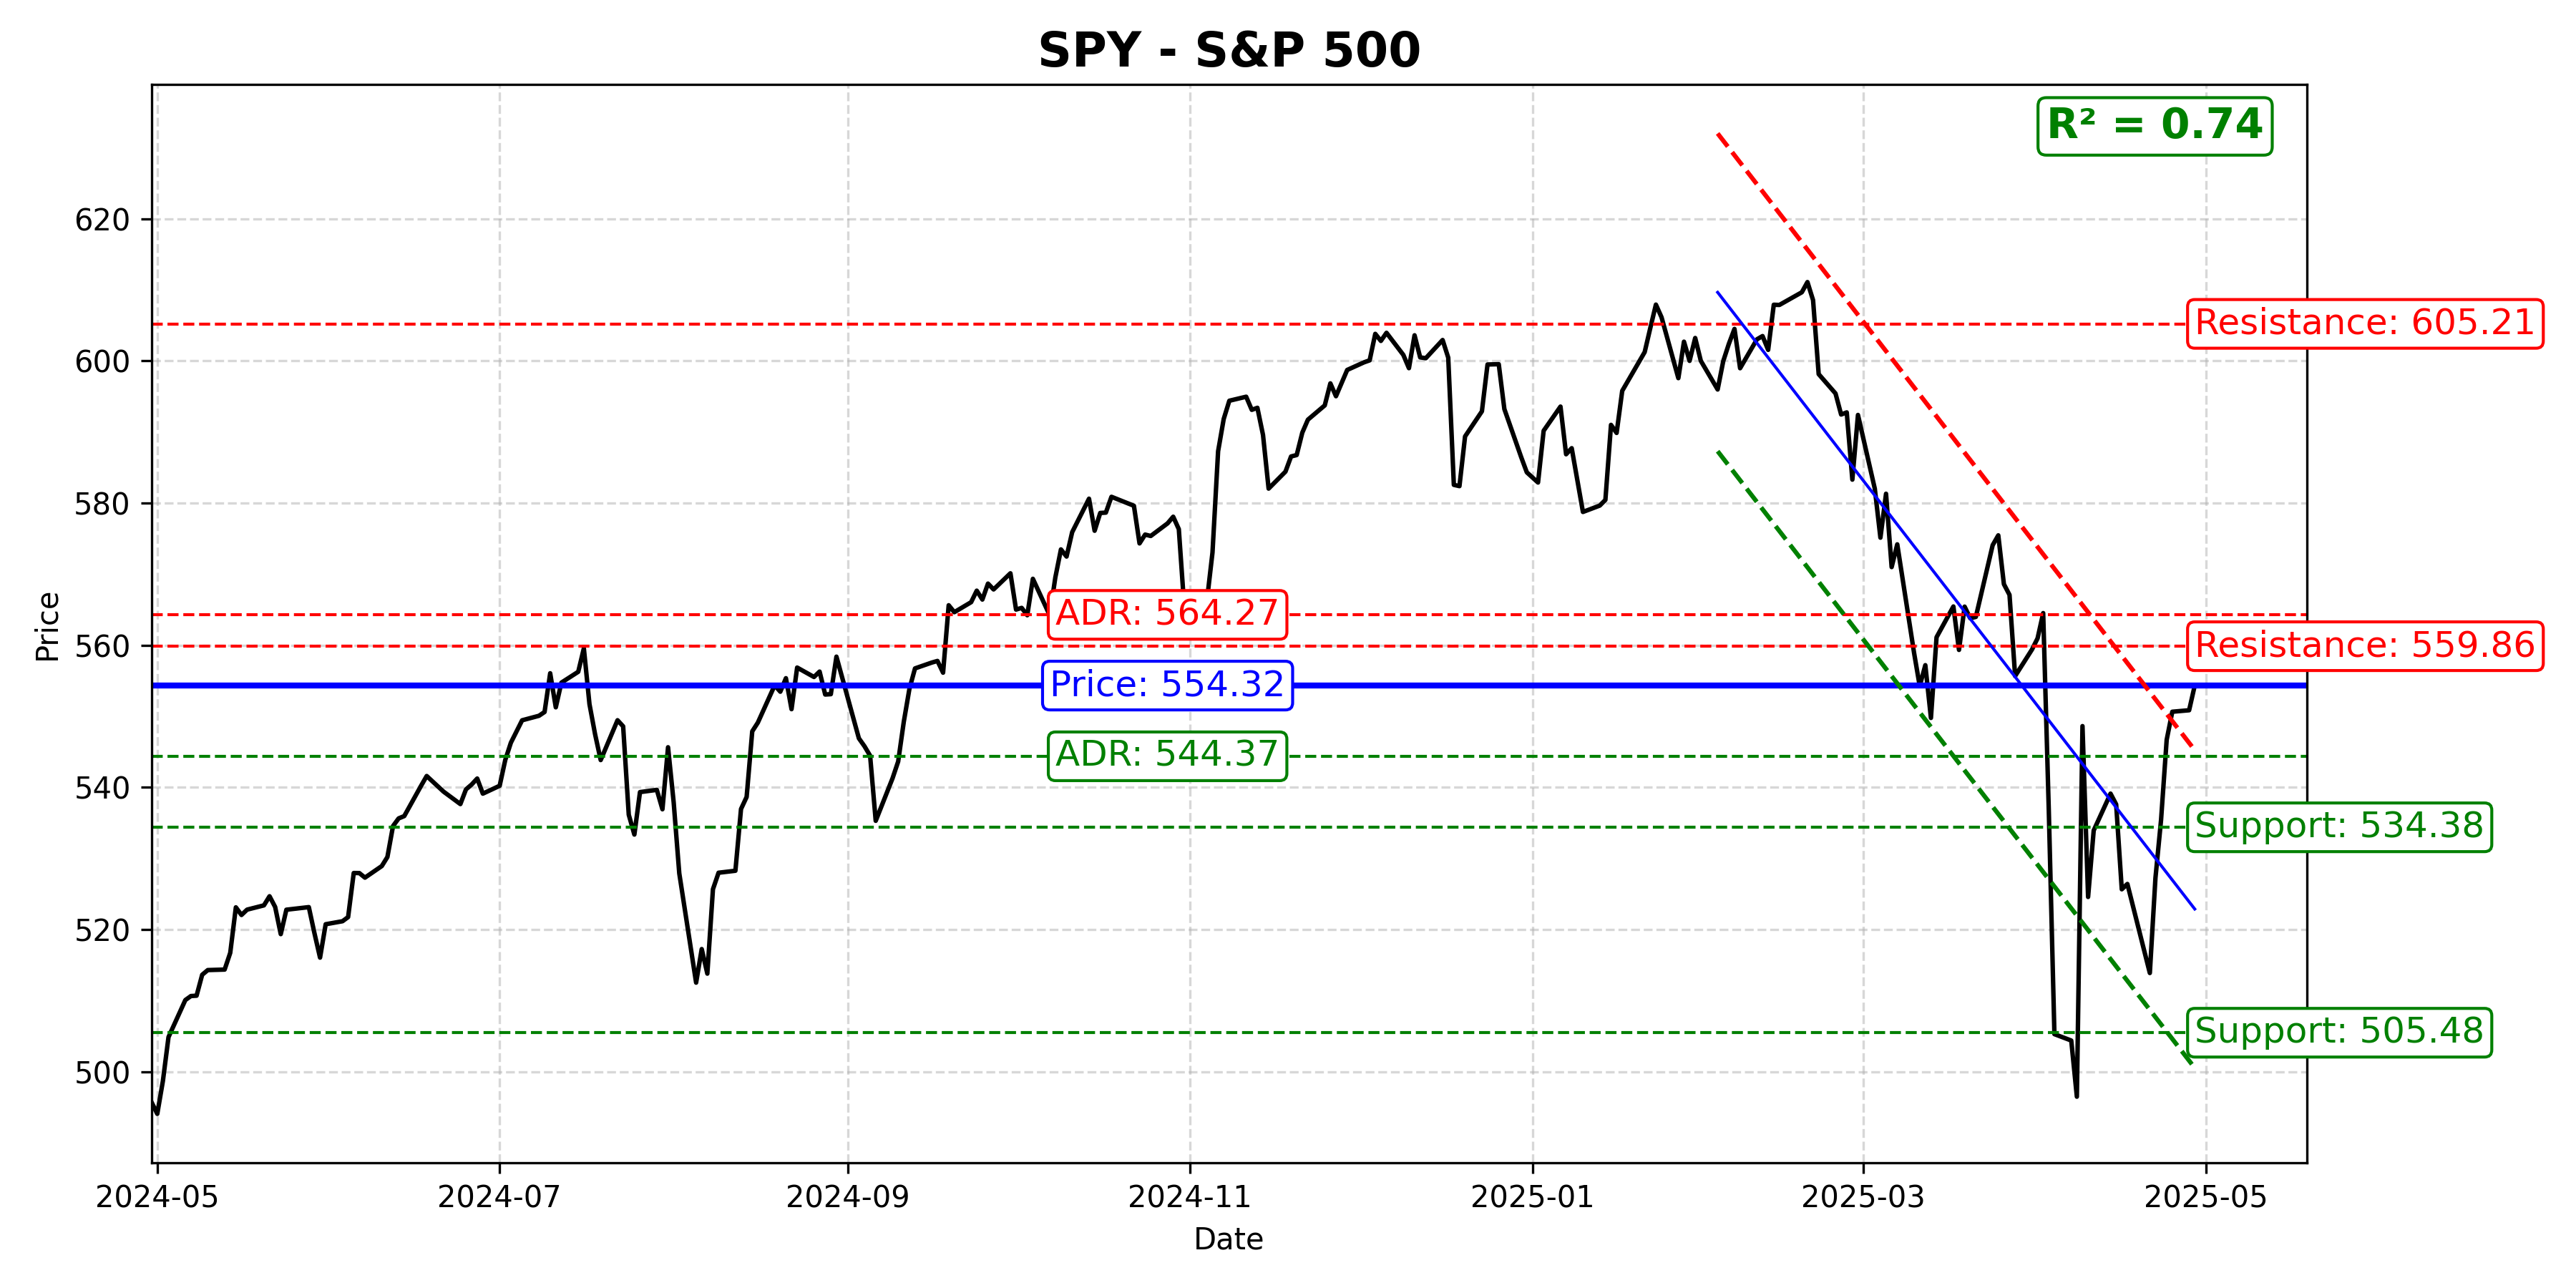 SPY - S&P 500
R² = 0.74
620
600
580
560
540
520
500
Price
Resistance: 605.21
ADR: 564.27
Resistance: 559.86
Price: 554.32
ADR: 544.37
Support: 534.38
Support: 505.48
2024-05
2024-07
2024-09
2024-11
2025-01
2025-03
2025-05
Date